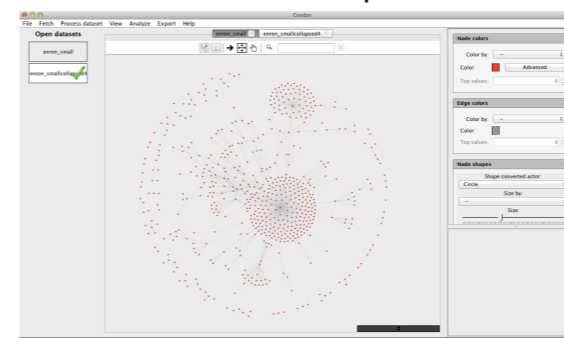 Condor
File Fetch Process dataset View Analyze Export Help
Open datasets
enron_small
enron_smallcollapsed4
enron_small
enron_smallcollapsed4
Node colors
Color by: -
Color:
Advanced
Top values: 0
Edge colors
Color by: -
Color:
Top values: 0
Node shapes
Shape converted actor:
Circle
Size by:
-
Size